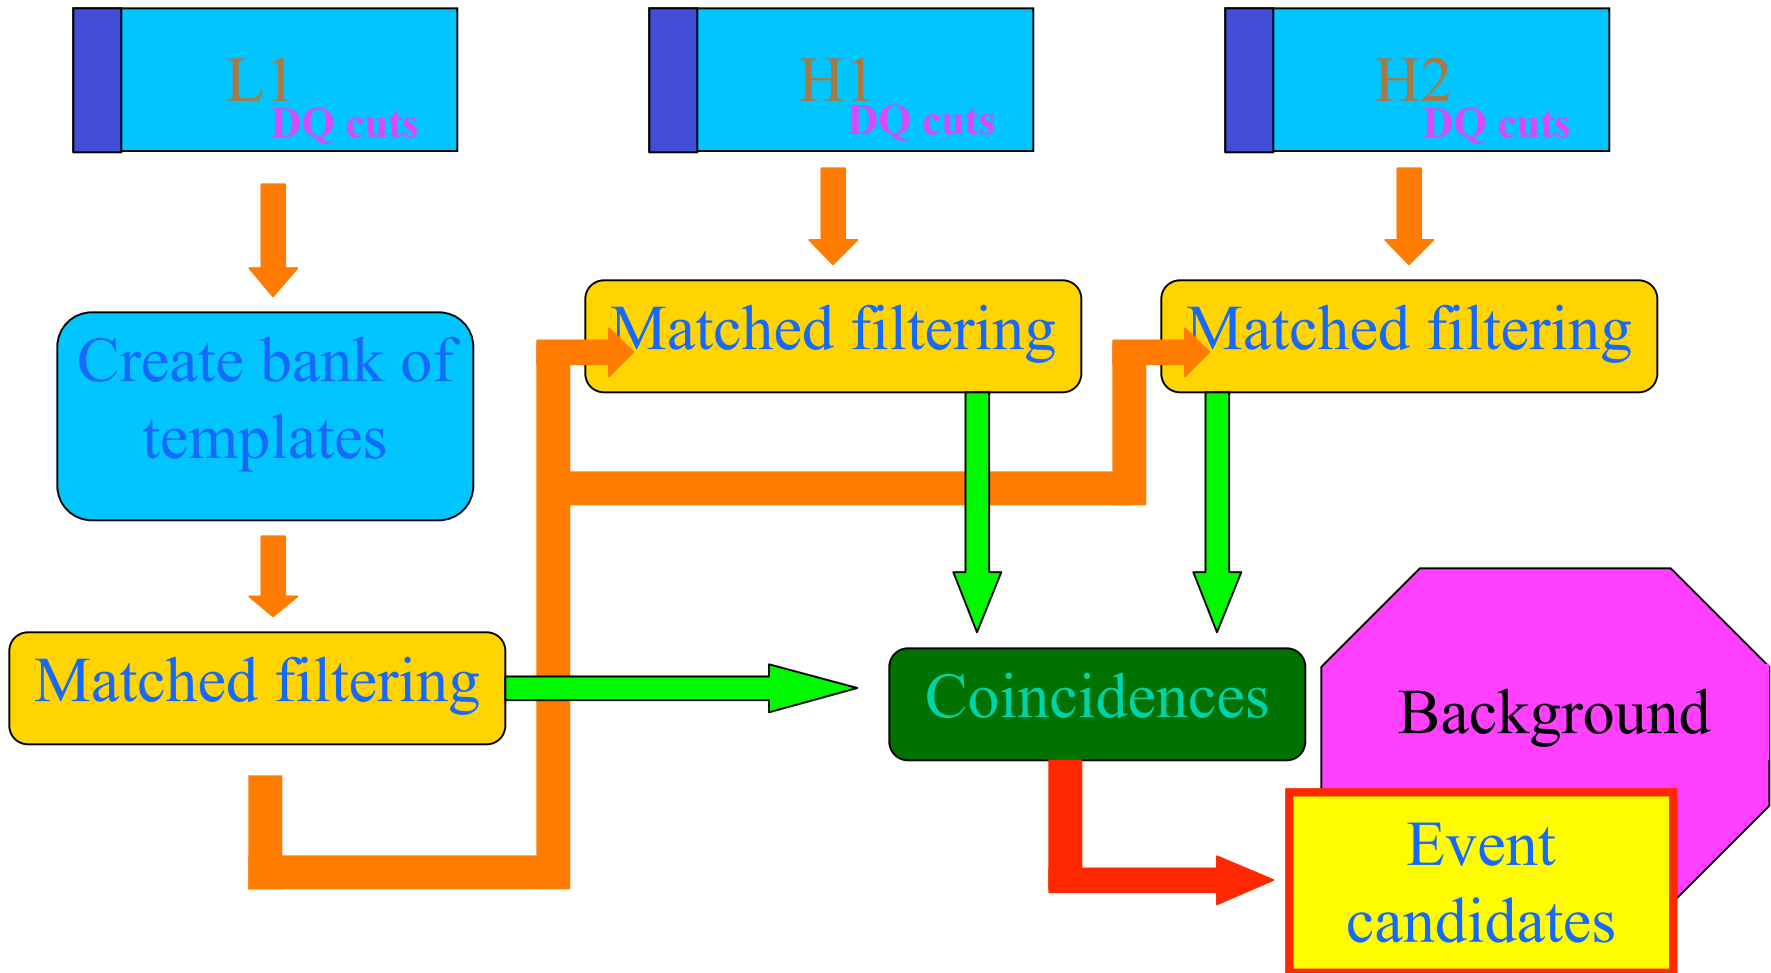 L1
DQ cuts
H1
DQ cuts
H2
DQ cuts
Create bank of
templates
Matched filtering
Matched filtering
Matched filtering
Coincidences
Background
Event
candidates